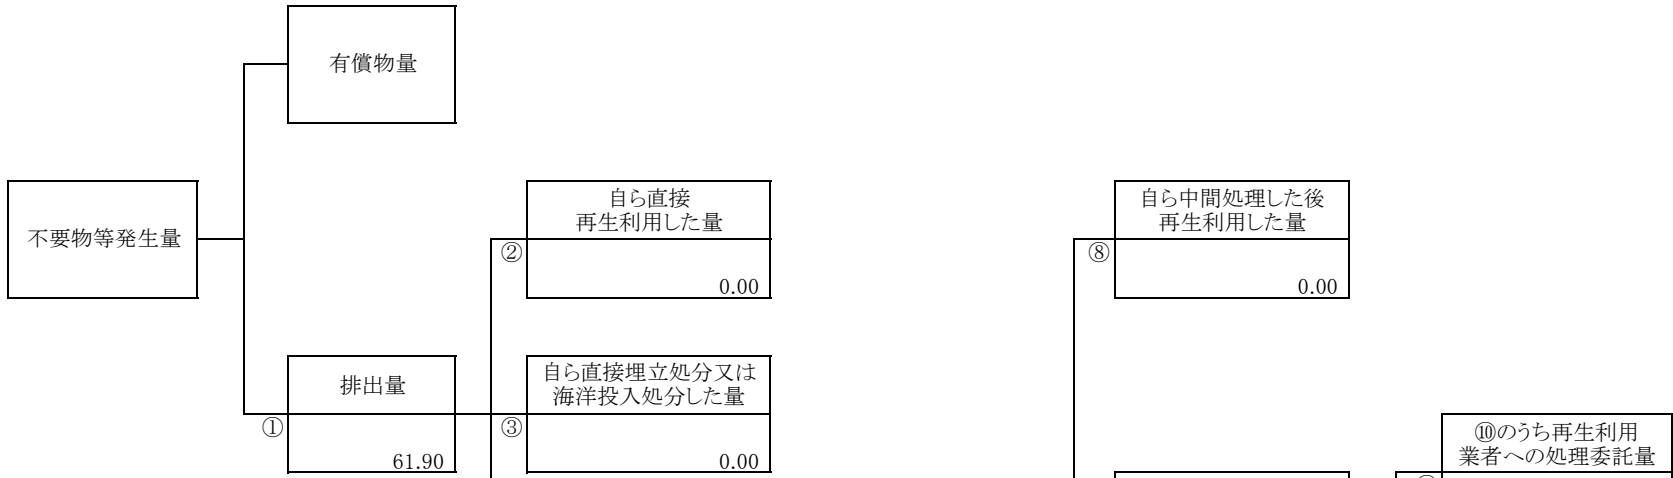 有償物量
不要物等発生量
自ら直接
再生利用した量
②
0.00
自ら中間処理した後
再生利用した量
⑧
0.00
排出量
①
61.90
自ら直接埋立処分又は
海洋投入処分した量
③
0.00
⑩のうち再生利用
業者への処理委託量